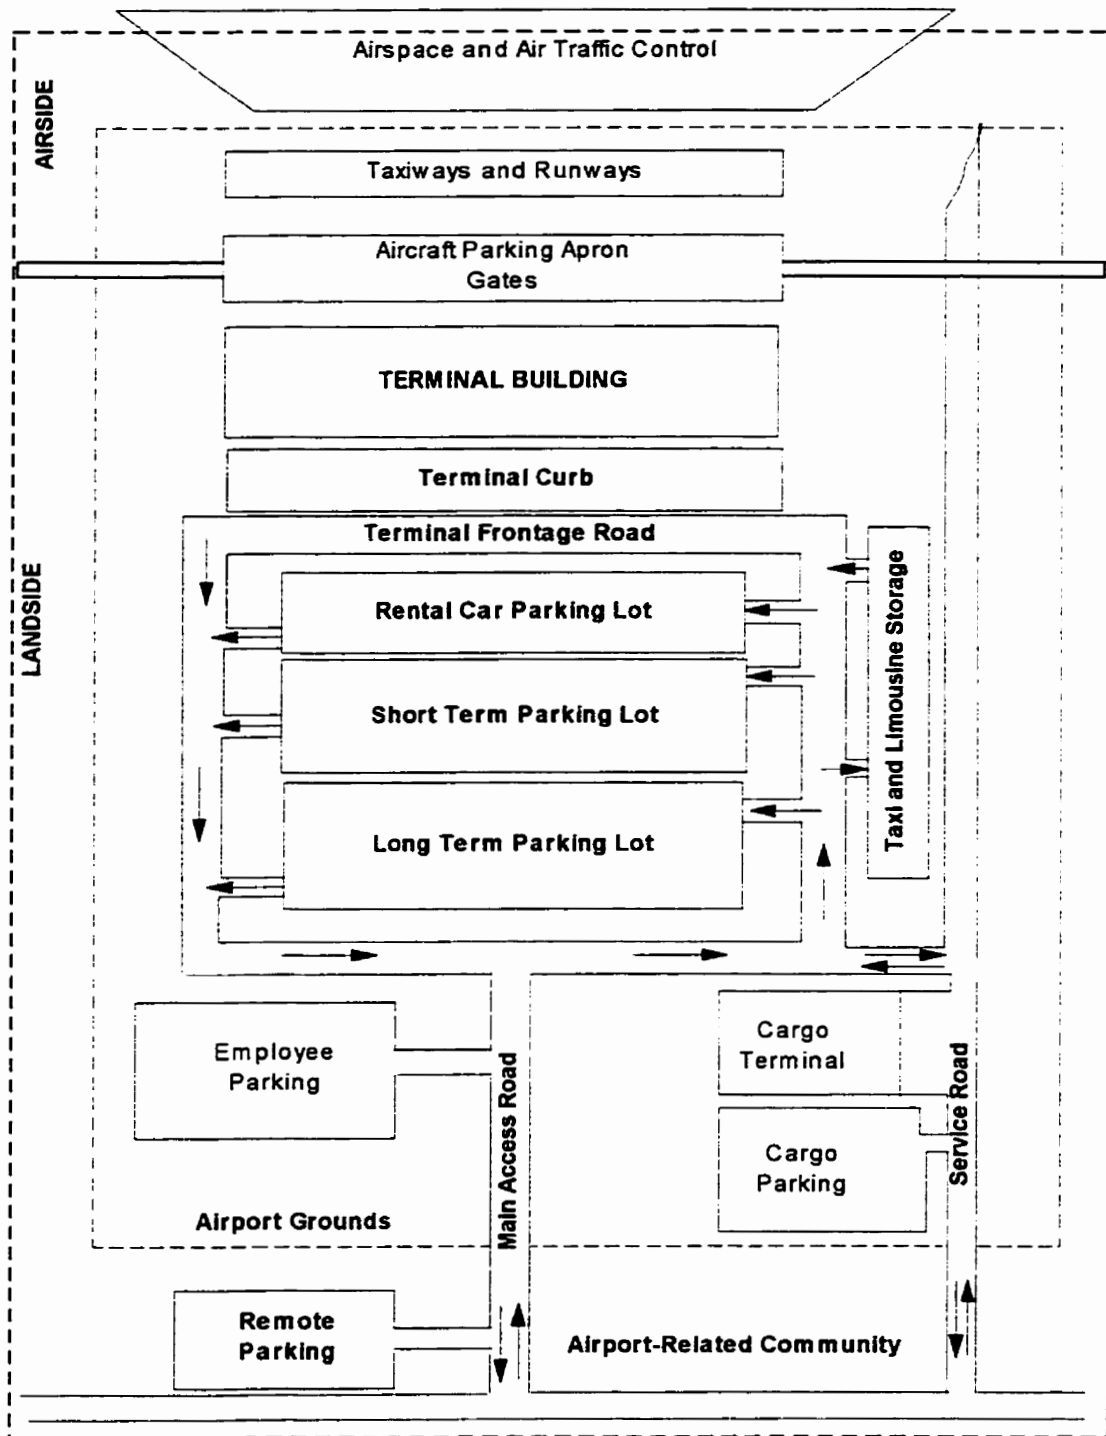 Airspace and Air Traffic Control
AIRSIDE
Taxiways and Runways
Aircraft Parking Apron
Gates
TERMINAL BUILDING
Terminal Curb
Terminal Frontage Road
LANDSIDE
Rental Car Parking Lot
Short Term Parking Lot
Long Term Parking Lot
Taxi and Limousine Storage
Employee
Parking
Main Access Road
Cargo
Terminal
Cargo
Parking
Service Road
Airport Grounds
Remote
Parking
Airport-Related Community